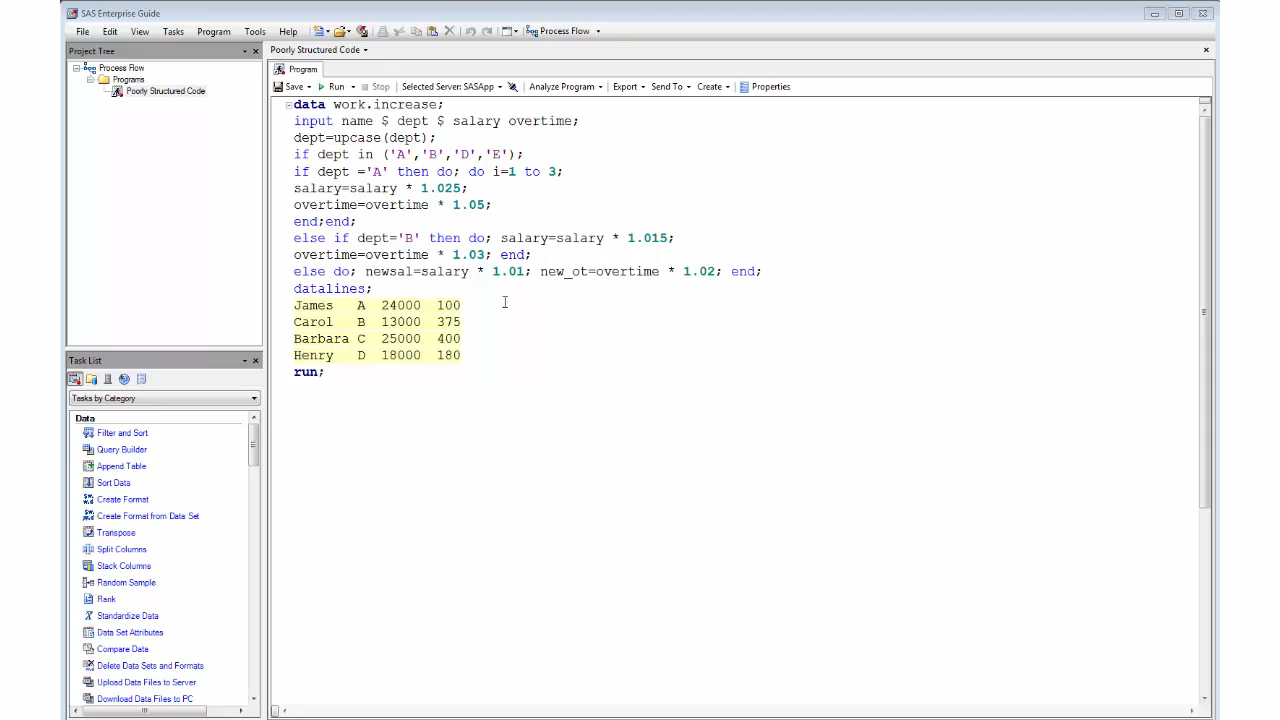 SAS Enterprise Guide
File Edit View Tasks Program Tools Help Process Flow
Project Tree
Process Flow
Programs
Poorly Structured Code
Poorly Structured Code
Program
Save Run Stop Selected Server: SASApp Analyze Program Export Send To Create Properties
data work.increase;
input name $ dept $ salary overtime;
dept=upcase(dept);
if dept in ('A','B','D','E');
if dept ='A' then do; do i=1 to 3;
salary=salary * 1.025;
overtime=overtime * 1.05;
end;end;
else if dept='B' then do; salary=salary * 1.015;
overtime=overtime * 1.03; end;
else do; newsal=salary * 1.01; new_ot=overtime * 1.02; end;
datalines;
James A 24000 100
Carol B 13000 375
Barbara C 25000 400
Henry D 18000 180
run;
Task List
Tasks by Category
Data
Filter and Sort
Query Builder
Append Table
Sort Data
Create Format
Create Format from Data Set
Transpose
Split Columns
Stack Columns
Random Sample
Rank
Standardize Data
Data Set Attributes
Compare Data
Delete Data Sets and Formats
Upload Data Files to Server
Download Data Files to PC